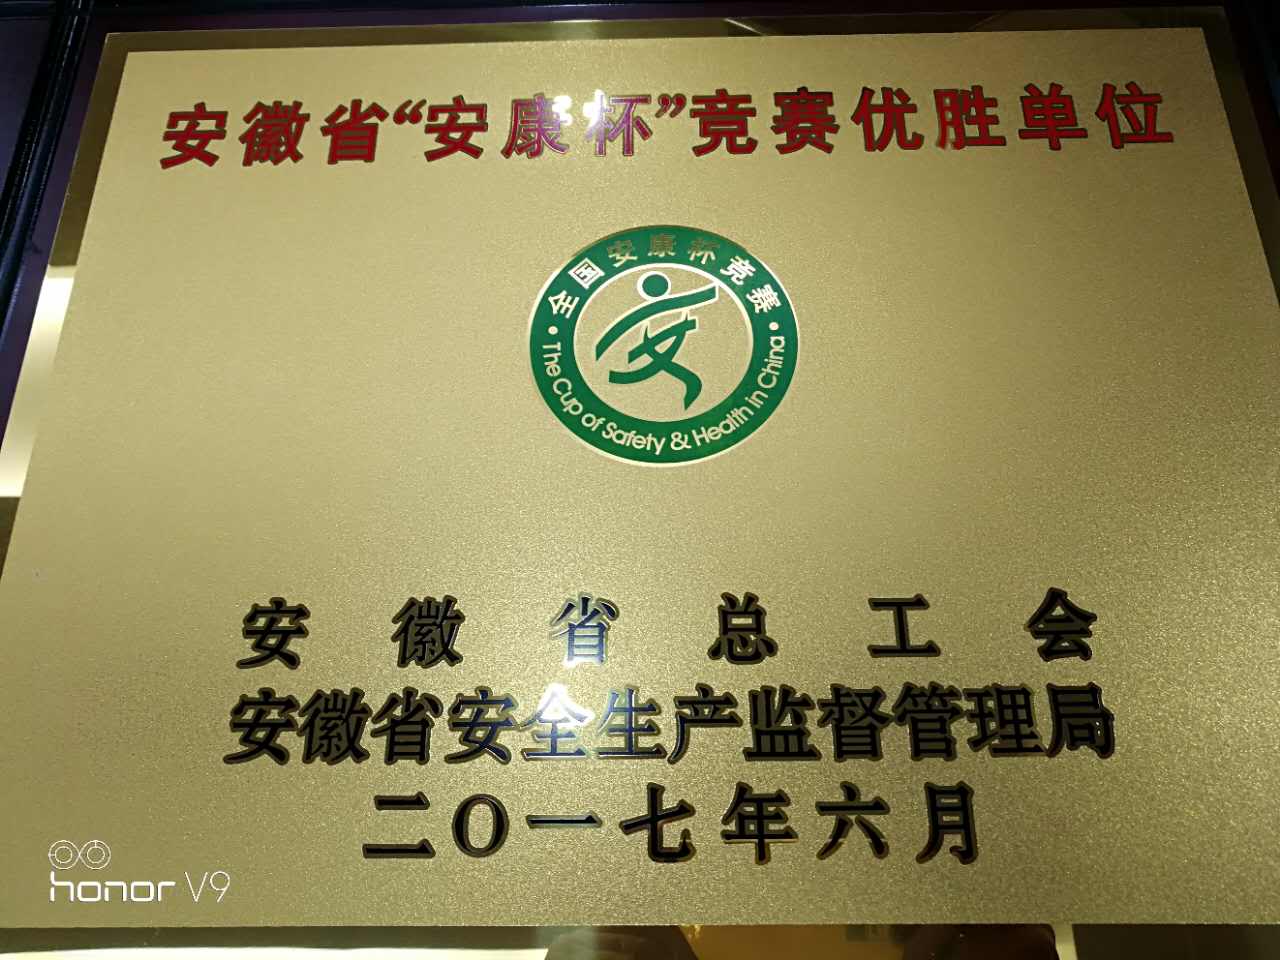 安徽省“安康杯”竞赛优胜单位
·全国安康杯竞赛·
The Cup of Safety & Health in China
安徽省总工会
安徽省安全生产监督管理局
二O一七年六月
honor V9